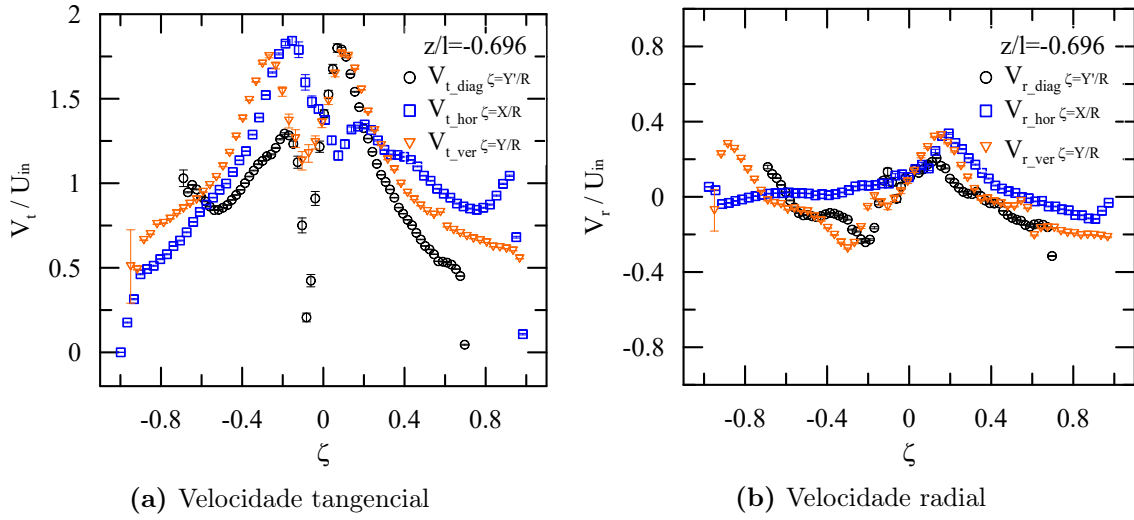 2
1.5
1
0.5
0
V_t / U_in
-0.8 -0.4 0 0.4 0.8
ζ
z/l=-0.696
V_t_diag ζ=Y'/R
V_t_hor ζ=X/R
V_t_ver ζ=Y/R
(a) Velocidade tangencial
0.8
0.4
0
-0.4
-0.8
V_r / U_in
-0.8 -0.4 0 0.4 0.8
ζ
z/l=-0.696
V_r_diag ζ=Y'/R
V_r_hor ζ=X/R
V_r_ver ζ=Y/R
(b) Velocidade radial